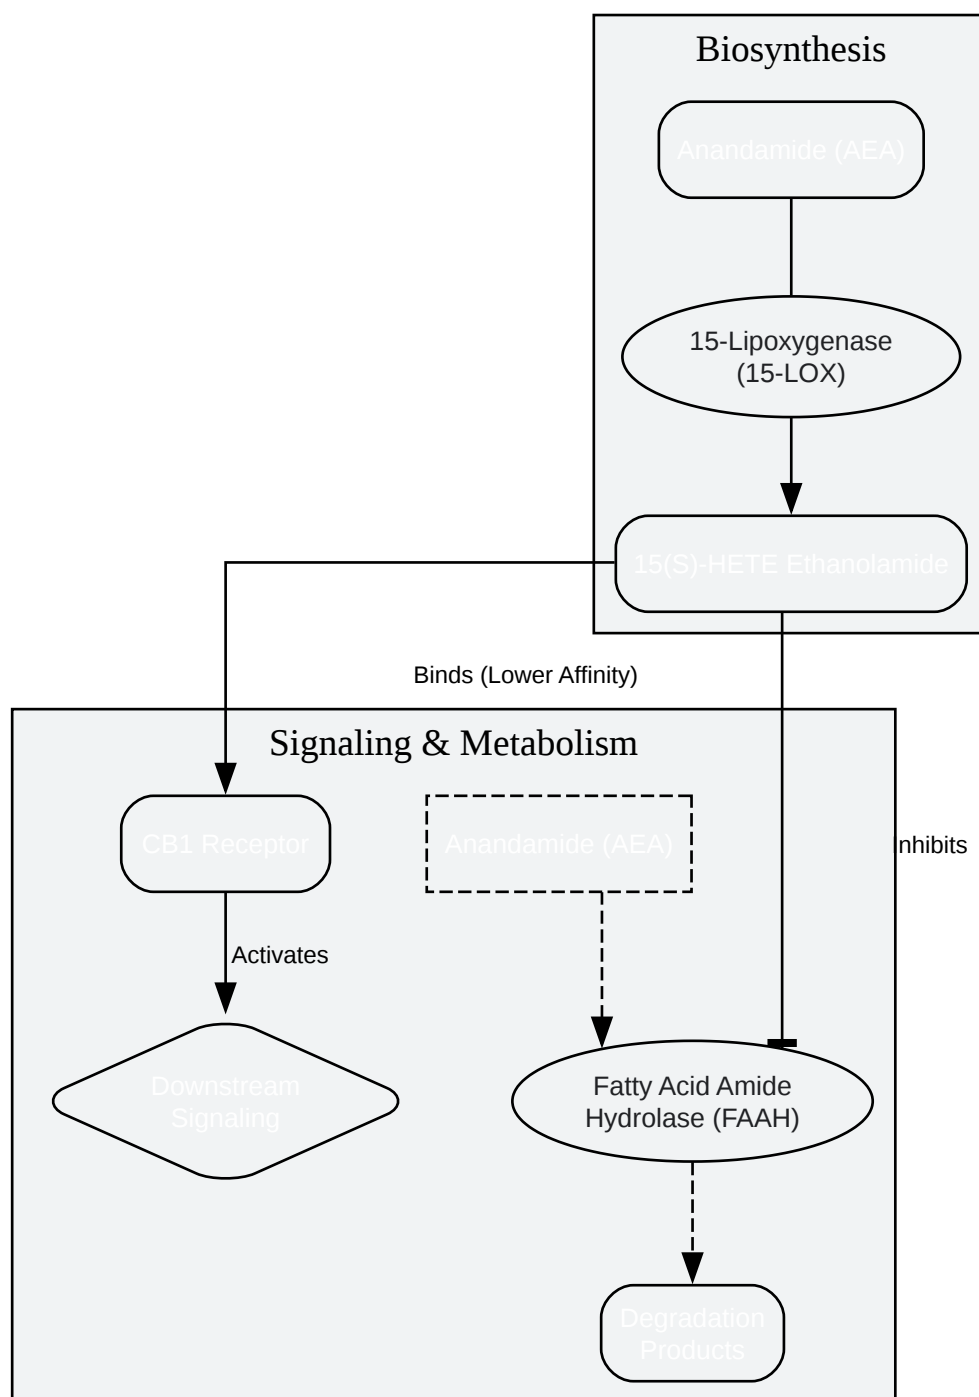 Biosynthesis
Anandamide (AEA)
15-Lipoxygenase
(15-LOX)
15(S)-HETE Ethanolamide
Binds (Lower Affinity)
Signaling & Metabolism
CB1 Receptor
Anandamide (AEA)
Inhibits
Activates
Downstream
Signaling
Fatty Acid Amide
Hydrolase (FAAH)
Degradation
Products